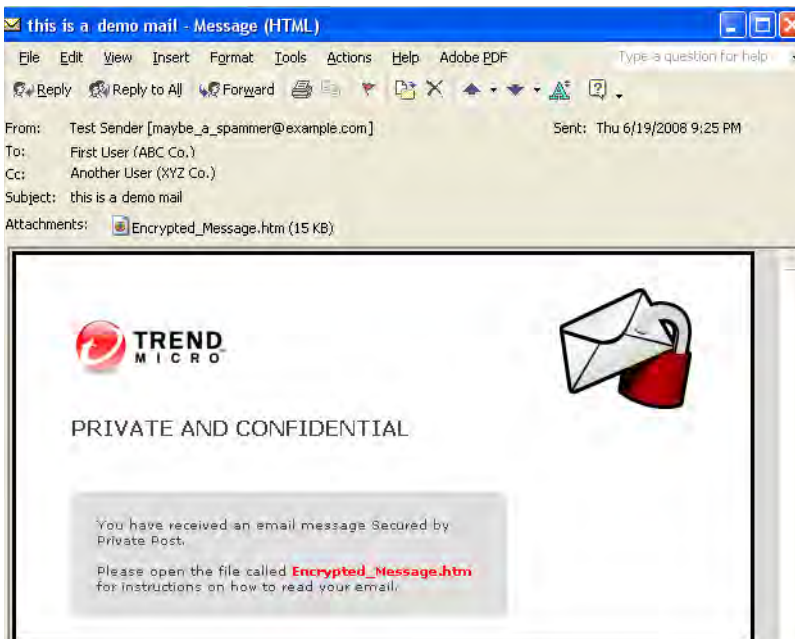 this is a demo mail - Message (HTML)
File Edit View Insert Format Tools Actions Help Adobe PDF Type a question for help
Reply Reply to All Forward
From: Test Sender [maybe_a_spammer@example.com] Sent: Thu 6/19/2008 9:25 PM
To: First User (ABC Co.)
Cc: Another User (XYZ Co.)
Subject: this is a demo mail
Attachments: Encrypted_Message.htm (15 KB)
TREND
MICRO
PRIVATE AND CONFIDENTIAL
You have received an email message Secured by
Private Post.
Please open the file called Encrypted_Message.htm
for instructions on how to read your email.